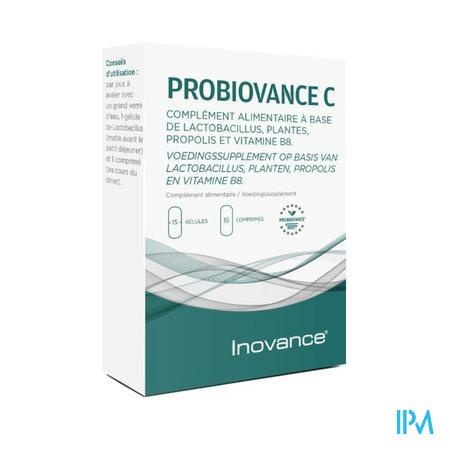 Conseils
d'utilisation :
par jour, à
avaler avec
un grand verre
d'eau, 1 gélule
de Lactobacillus
(matin avant le
petit déjeuner)
et 1 comprimé
(au cours du
dîner).
PROBIOVANCE C
COMPLÉMENT ALIMENTAIRE À BASE
DE LACTOBACILLUS, PLANTES,
PROPOLIS ET VITAMINE B8.
VOEDINGSSUPPLEMENT OP BASIS VAN
LACTOBACILLUS, PLANTEN, PROPOLIS
EN VITAMINE B8.
Complément alimentaire / Voedingssupplement
15 GÉLULES
15 COMPRIMÉS
PROBIOVANCE
Inovance®
IPM